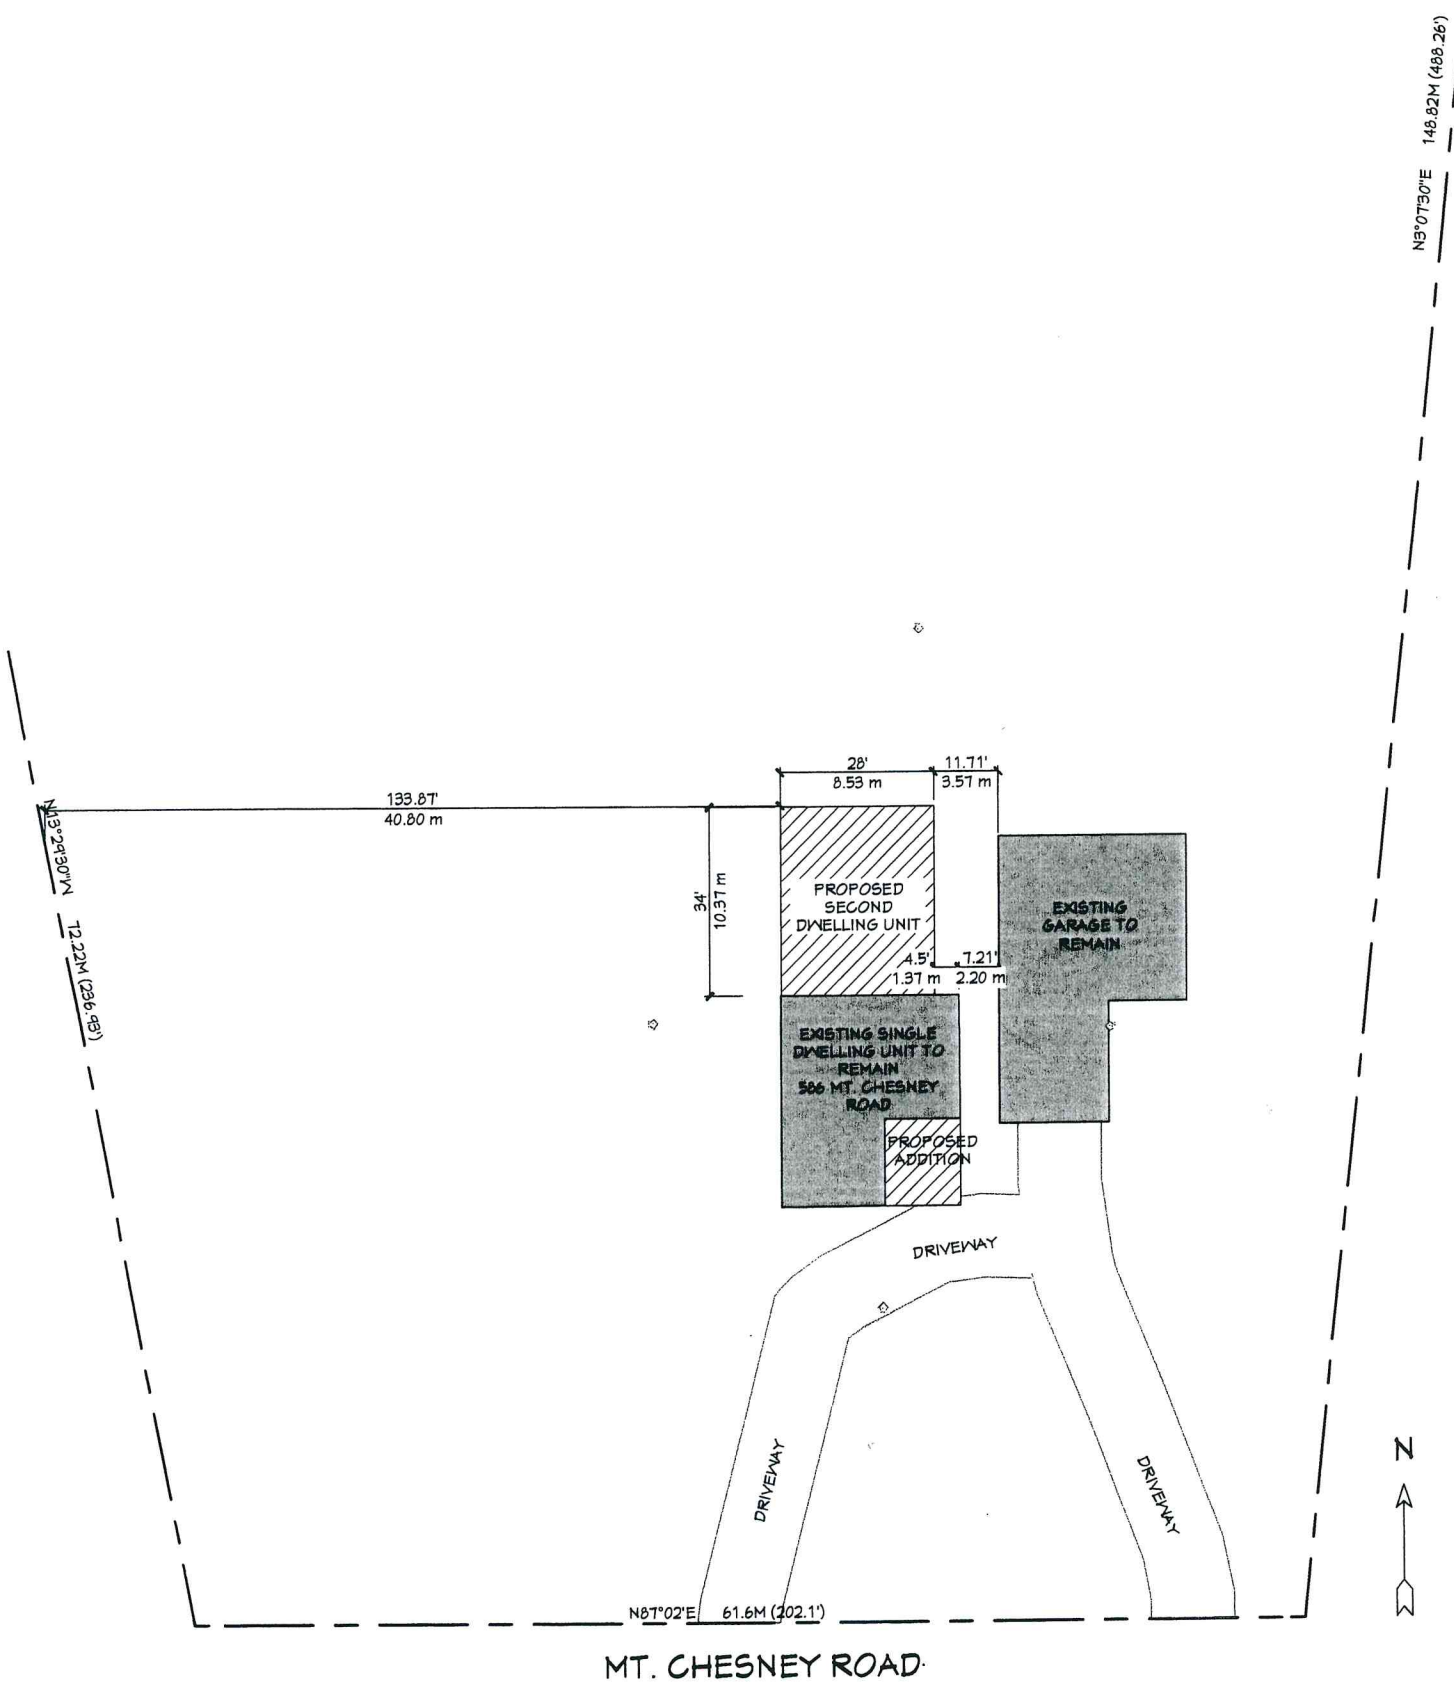 148.82M (488.26')
N3°07'30"E
28'
8.53 m
11.71'
3.57 m
133.87'
40.80 m
N13°29'30"W
72.22M (236.93')
34'
10.37 m
PROPOSED
SECOND
DWELLING UNIT
EXISTING
GARAGE TO
REMAIN
4.5'
1.37 m
7.21'
2.20 m
EXISTING SINGLE
DWELLING UNIT TO
REMAIN
586 MT. CHESNEY
ROAD
PROPOSED
ADDITION
DRIVEWAY
DRIVEWAY
DRIVEWAY
N
N87°02'E 61.6M (202.1')
MT. CHESNEY ROAD